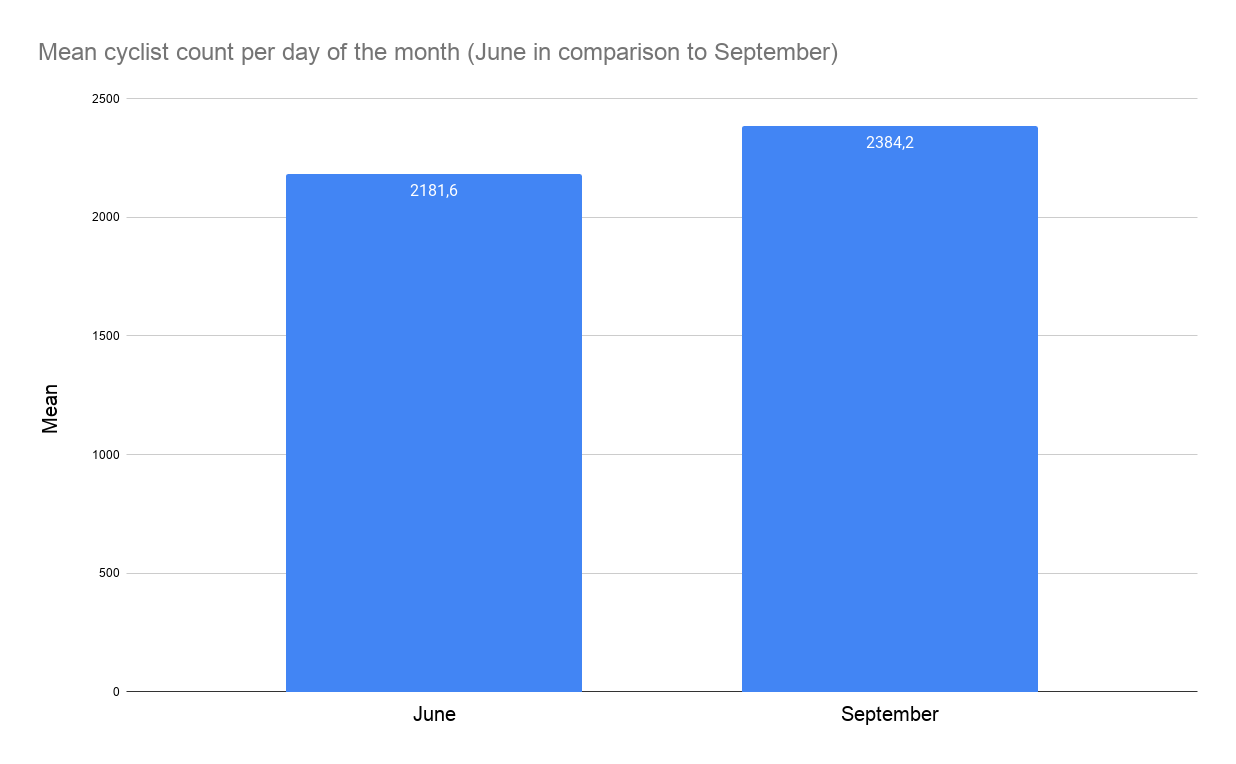 Mean cyclist count per day of the month (June in comparison to September)
2500
2000
1500
1000
500
0
Mean
2181,6
2384,2
June
September